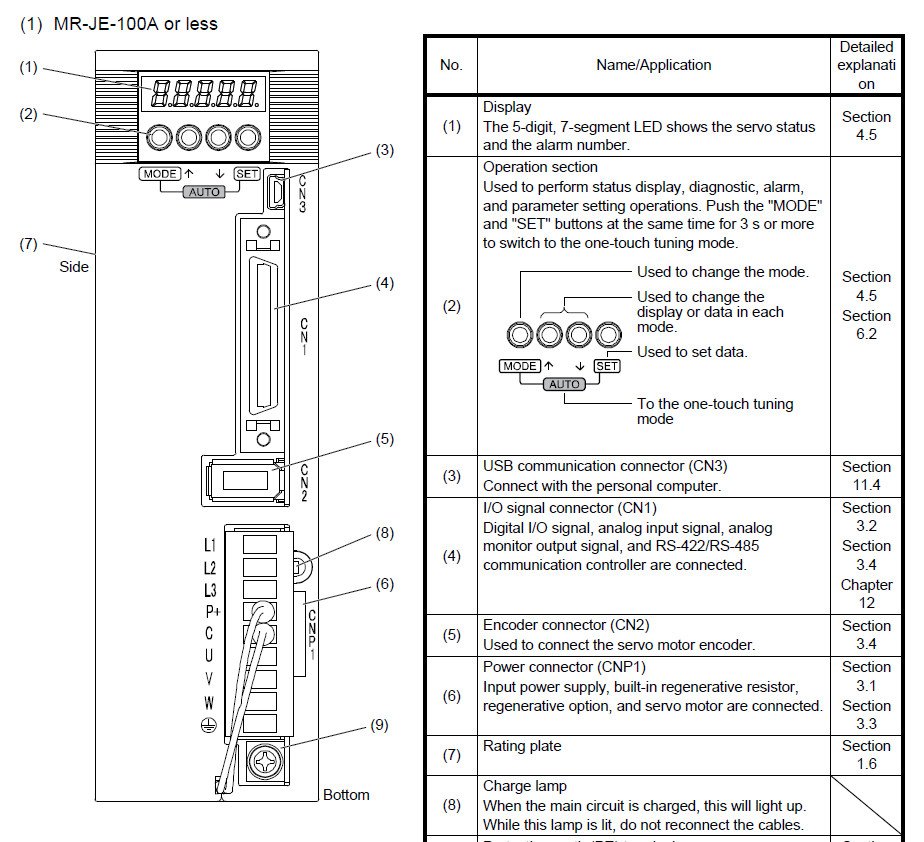 (1) MR-JE-100A or less
(1)
(2)
MODE
SET
AUTO
(3)
CN3
(7)
Side
(4)
CN1
(5)
CN2
(8)
(6)
L1
L2
L3
P+
C
U
V
W
CNP1
(9)
Bottom
No.
Name/Application
Detailed
explanati
on
(1)
Display
The 5-digit, 7-segment LED shows the servo status
and the alarm number.
Section
4.5
(2)
Operation section
Used to perform status display, diagnostic, alarm,
and parameter setting operations. Push the "MODE"
and "SET" buttons at the same time for 3 s or more
to switch to the one-touch tuning mode.
Used to change the mode.
Used to change the
display or data in each
mode.
Used to set data.
MODE
SET
AUTO
To the one-touch tuning
mode
Section
4.5
Section
6.2
(3)
USB communication connector (CN3)
Connect with the personal computer.
Section
11.4
(4)
I/O signal connector (CN1)
Digital I/O signal, analog input signal, analog
monitor output signal, and RS-422/RS-485
communication controller are connected.
Section
3.2
Section
3.4
Chapter
12
(5)
Encoder connector (CN2)
Used to connect the servo motor encoder.
Section
3.4
(6)
Power connector (CNP1)
Input power supply, built-in regenerative resistor,
regenerative option, and servo motor are connected.
Section
3.1
Section
3.3
(7)
Rating plate
Section
1.6
(8)
Charge lamp
When the main circuit is charged, this will light up.
While this lamp is lit, do not reconnect the cables.